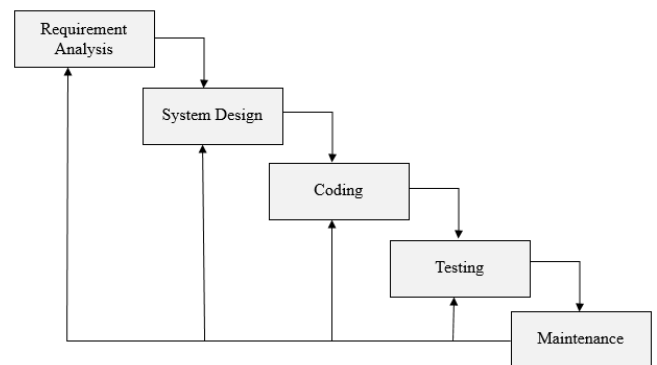 Requirement
Analysis
System Design
Coding
Testing
Maintenance